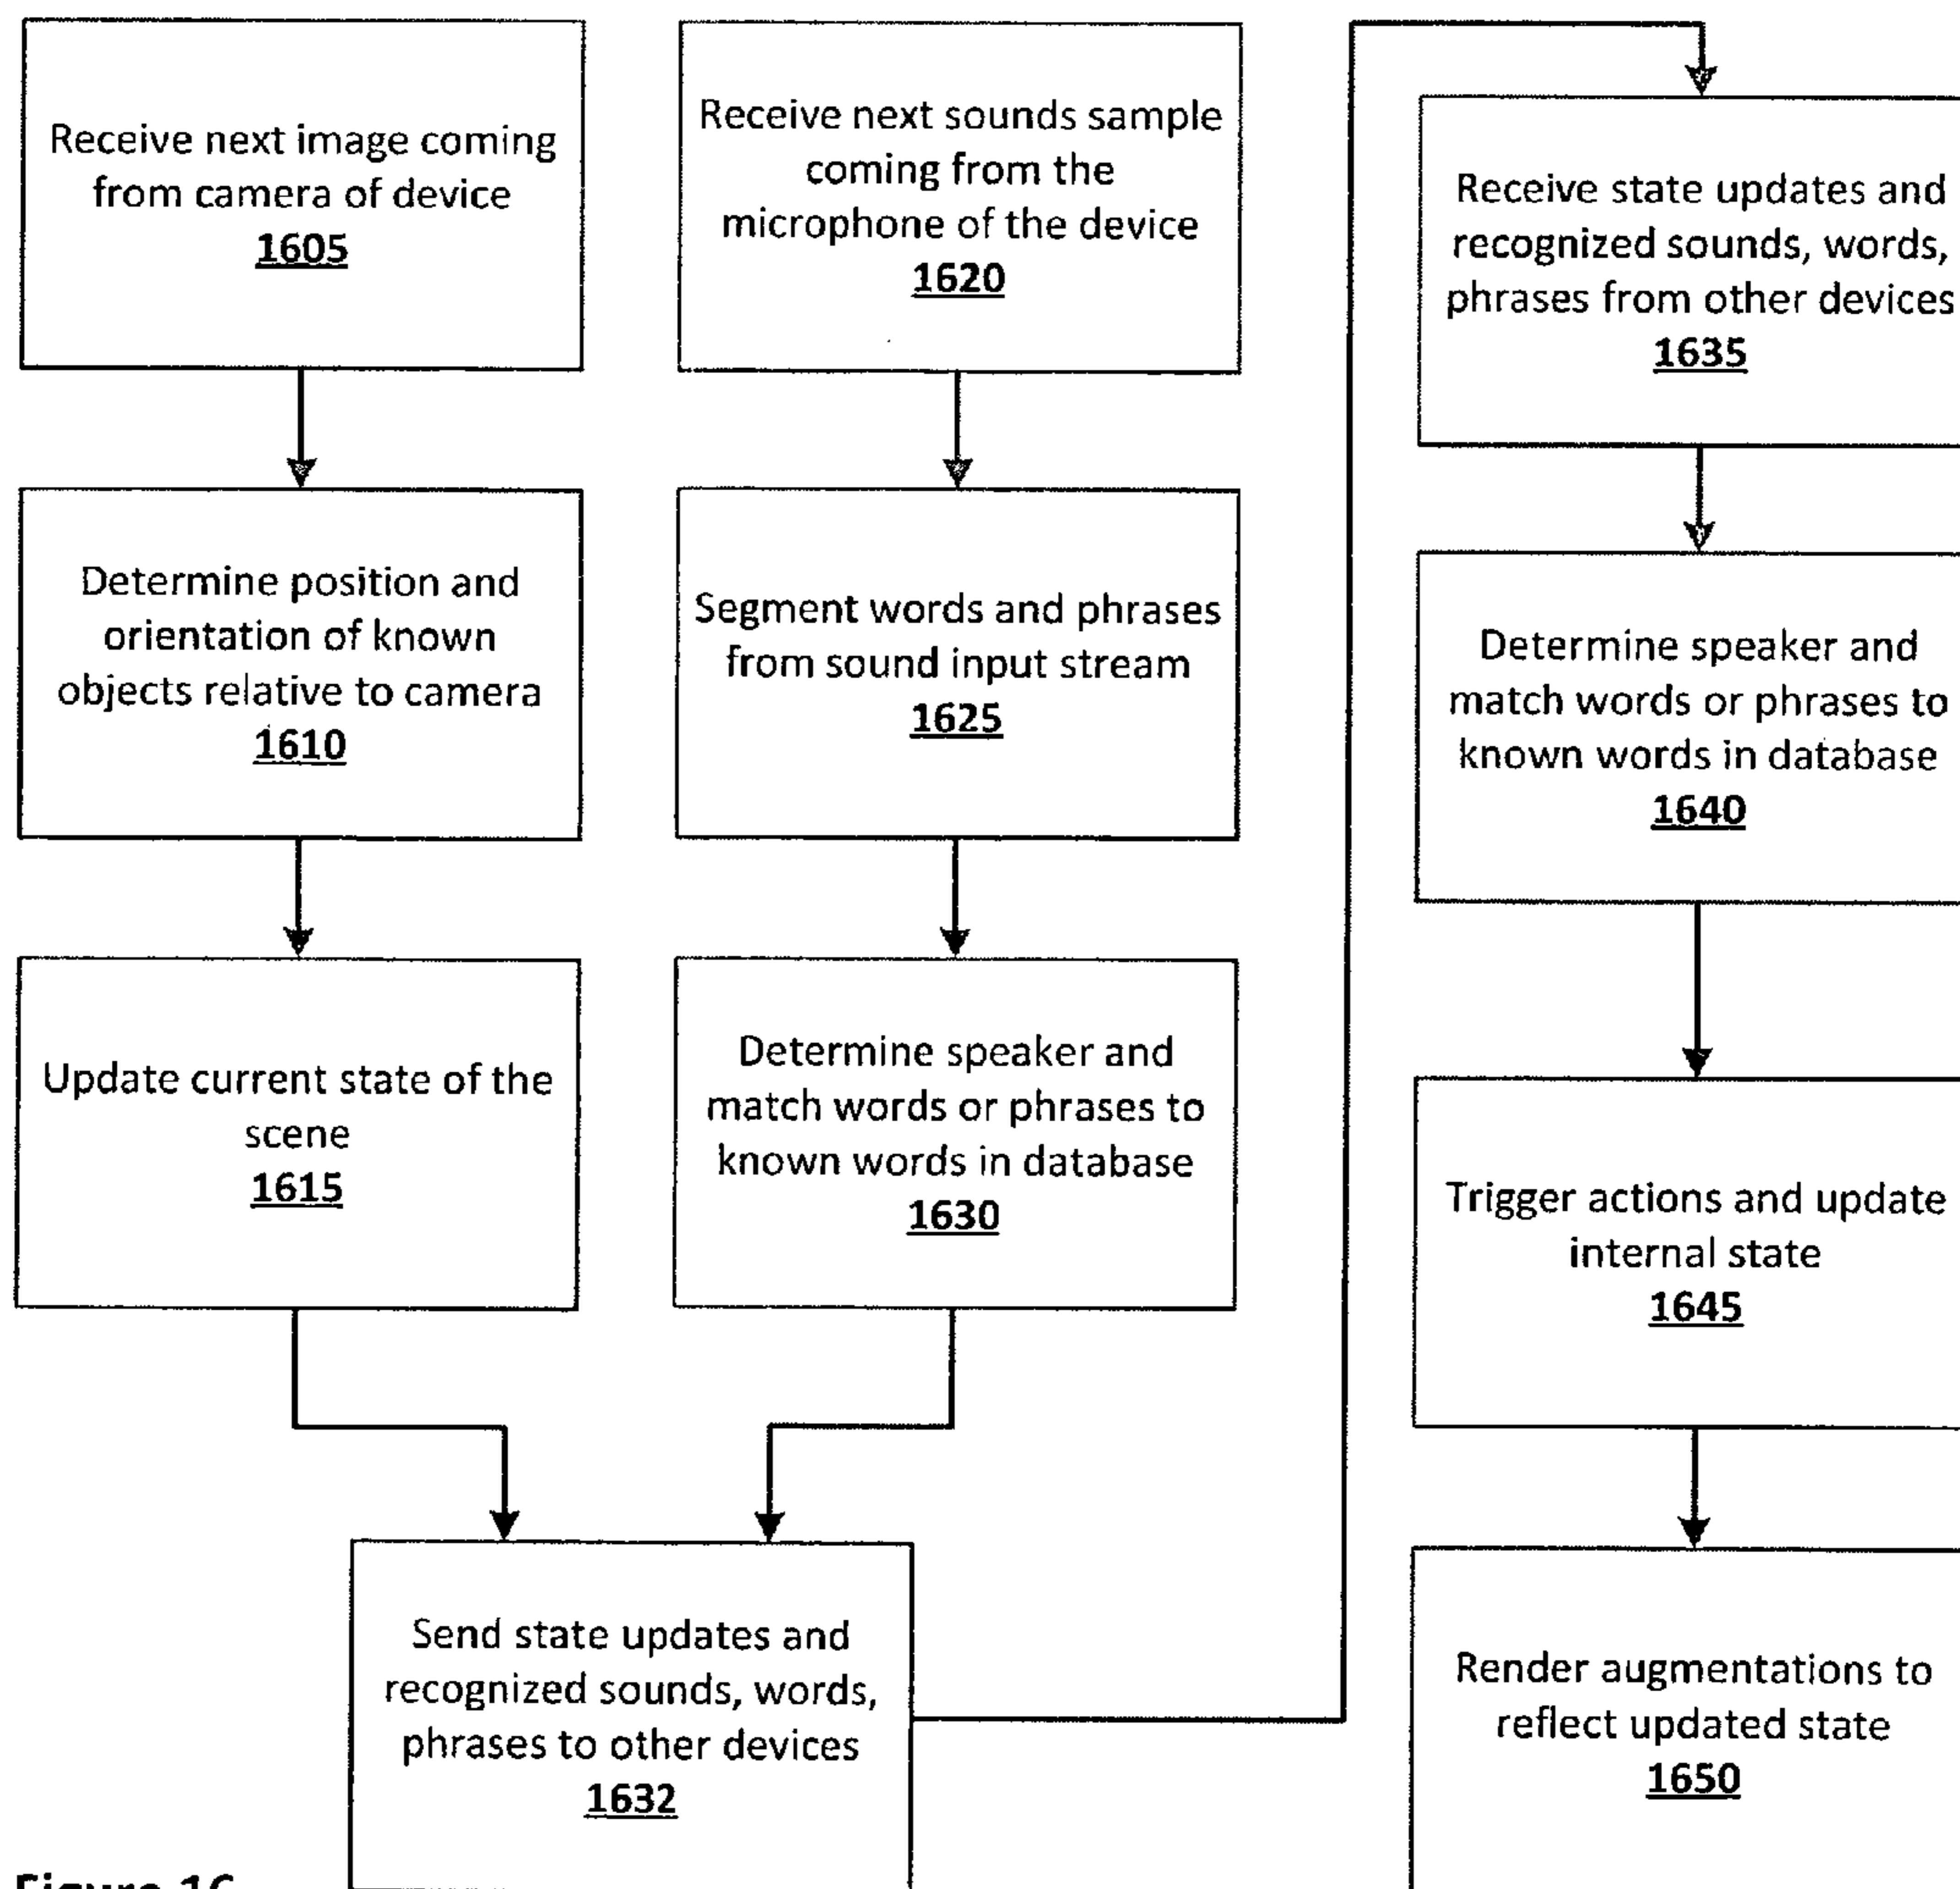 Receive next image coming
from camera of device
1605
Determine position and
orientation of known
objects relative to camera
1610
Update current state of the
scene
1615
Receive next sounds sample
coming from the
microphone of the device
1620
Segment words and phrases
from sound input stream
1625
Determine speaker and
match words or phrases to
known words in database
1630
Send state updates and
recognized sounds, words,
phrases to other devices
1632
Receive state updates and
recognized sounds, words,
phrases from other devices
1635
Determine speaker and
match words or phrases to
known words in database
1640
Trigger actions and update
internal state
1645
Render augmentations to
reflect updated state
1650
Figure 16